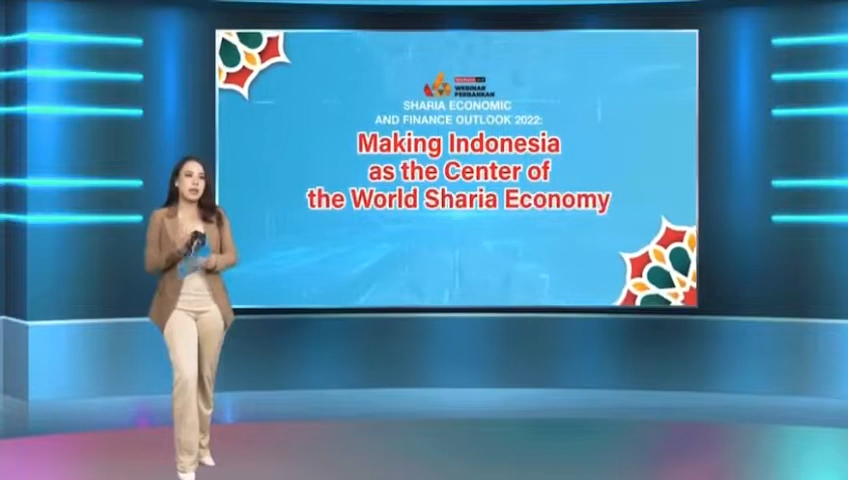 WEBINAR
PERBANKAN
SHARIA ECONOMIC
AND FINANCE OUTLOOK 2022:
Making Indonesia
as the Center of
the World Sharia Economy